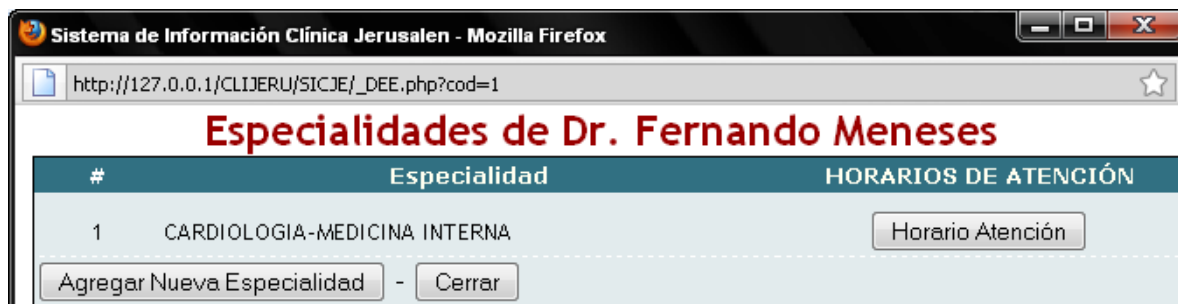 Sistema de Información Clínica Jerusalen - Mozilla Firefox
http://127.0.0.1/CLIJERU/SICJE/_DEE.php?cod=1
Especialidades de Dr. Fernando Meneses
# Especialidad HORARIOS DE ATENCIÓN
1 CARDIOLOGIA-MEDICINA INTERNA Horario Atención
Agregar Nueva Especialidad - Cerrar